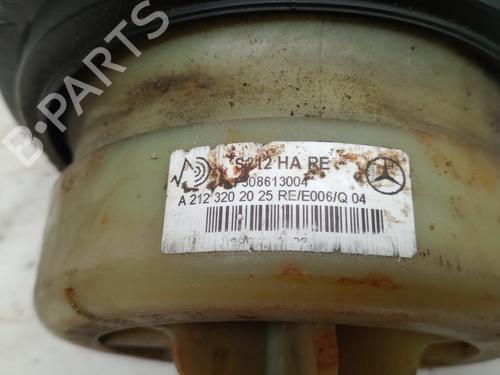 B-PARTS
S212 HA RE
308613004
A 212 320 20 25 RE/E006/Q 04